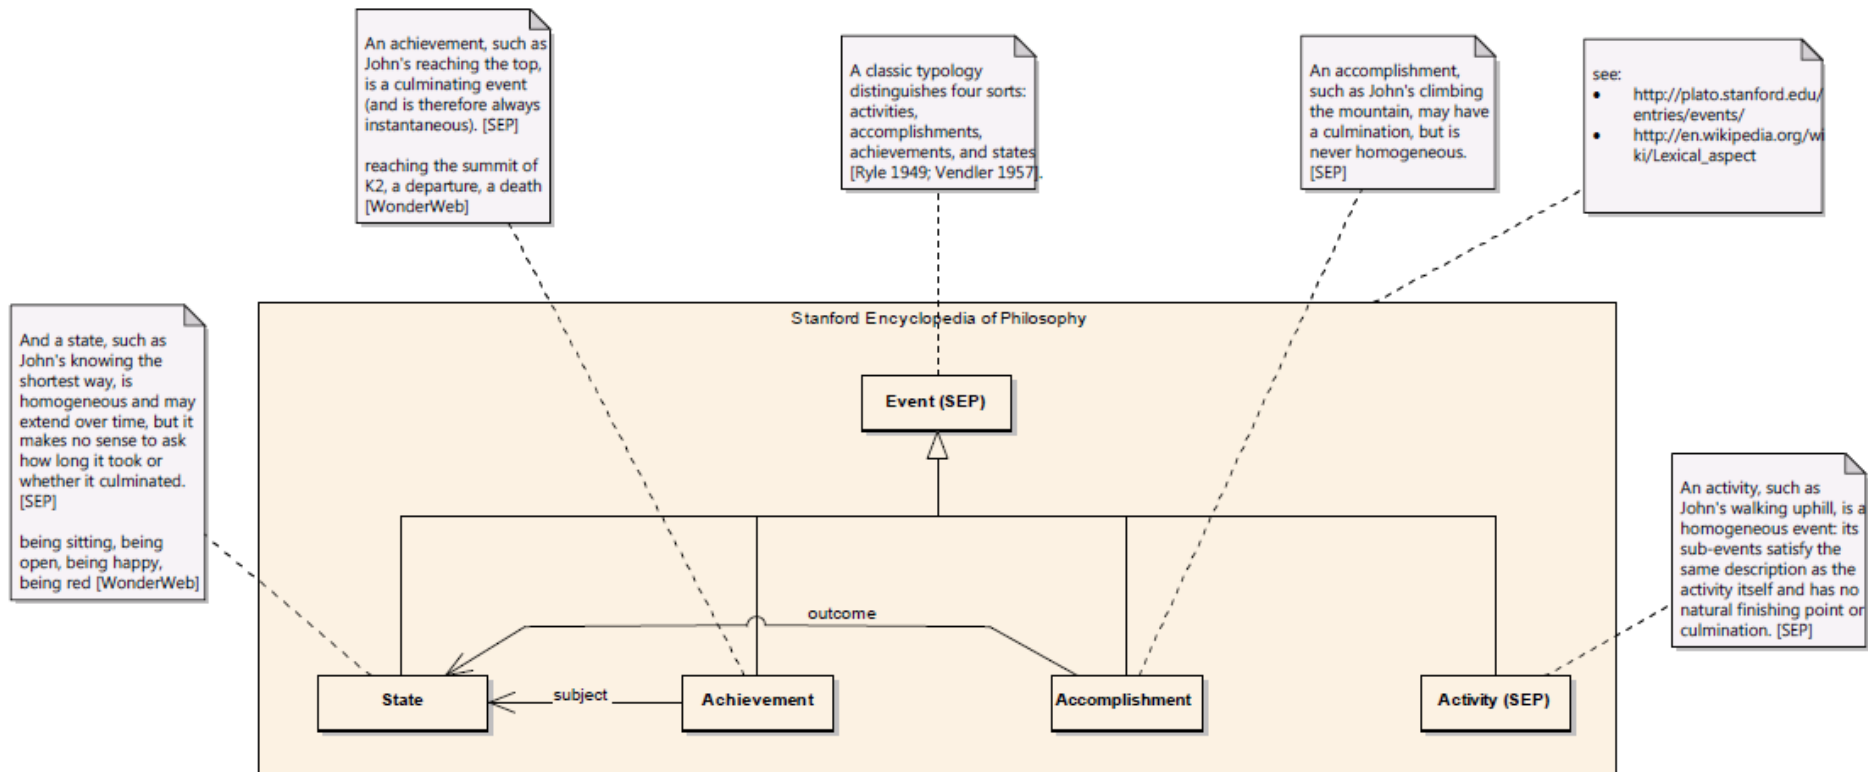 An achievement, such as
John's reaching the top,
is a culminating event
(and is therefore always
instantaneous). [SEP]
reaching the summit of
K2, a departure, a death
[WonderWeb]
A classic typology
distinguishes four sorts:
activities,
accomplishments,
achievements, and states
[Ryle 1949; Vendler 1957].
An accomplishment,
such as John's climbing
the mountain, may have
a culmination, but is
never homogeneous.
[SEP]
see:
• http://plato.stanford.edu/
entries/events/
• http://en.wikipedia.org/wi
ki/Lexical_aspect
And a state, such as
John's knowing the
shortest way, is
homogeneous and may
extend over time, but it
makes no sense to ask
how long it took or
whether it culminated.
[SEP]
being sitting, being
open, being happy,
being red [WonderWeb]
Stanford Encyclopedia of Philosophy
Event (SEP)
An activity, such as
John's walking uphill, is a
homogeneous event: its
sub-events satisfy the
same description as the
activity itself and has no
natural finishing point or
culmination. [SEP]
outcome
State
subject
Achievement
Accomplishment
Activity (SEP)